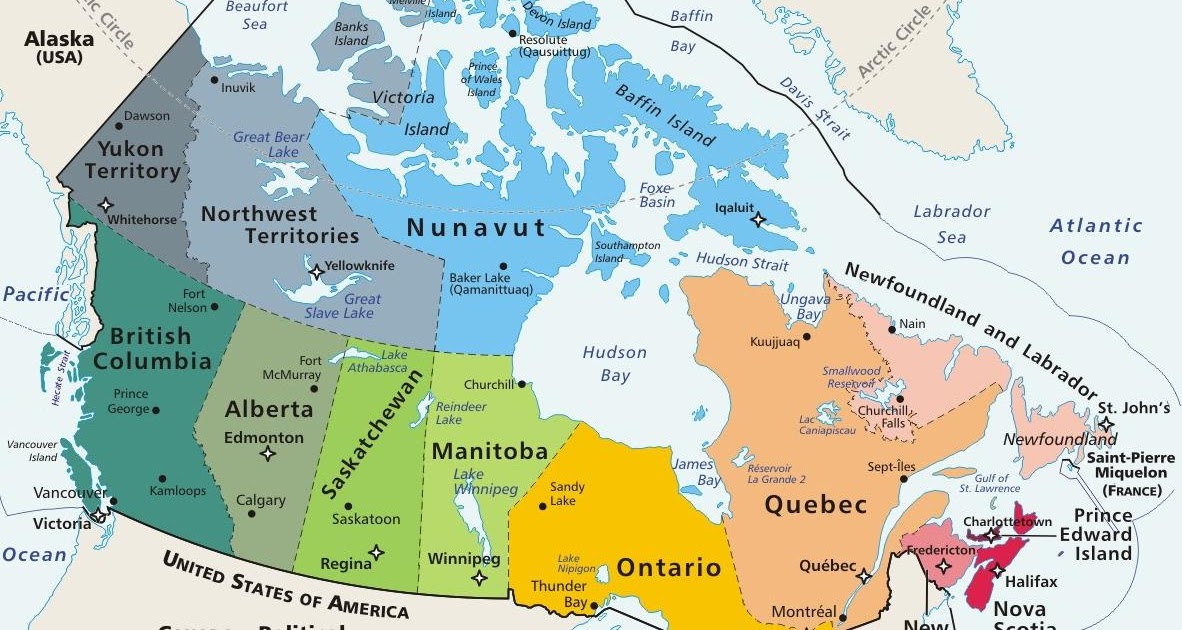 Beaufort
Sea
Melville
Island
Devon Island
Baffin
Bay
Arctic Circle
ic Circle
Alaska
(USA)
Banks
Island
Resolute
(Qausuittug)
Prince
of Wales
Island
Inuvik
Victoria
Island
Baffin Island
Davis Strait
Dawson
Great Bear
Lake
Yukon
Territory
Foxe
Basin
Whitehorse
Northwest
Territories
Nunavut
Iqaluit
Labrador
Sea
Atlantic
Ocean
Southampton
Island
Hudson Strait
Yellowknife
Baker Lake
(Qamanittuaq)
Great
Slave Lake
Pacific
Fort
Nelson
Ungava
Bay
Newfoundland and Labrador
Nain
British
Columbia
Kuujjuaq
Hudson
Bay
Hecate Strait
Fort
McMurray
Lake
Athabasca
Churchill
Smallwood
Reservoir
Prince
George
Alberta
Saskatchewan
Reindeer
Lake
Churchill
Falls
Lac
Caniapiscau
St. John's
Edmonton
Newfoundland
Vancouver
Island
Manitoba
Saint-Pierre
Miquelon
(FRANCE)
James
Bay
Réservoir
La Grande 2
Sept-Îles
Lake
Winnipeg
Kamloops
Sandy
Lake
Gulf of
St. Lawrence
Vancouver
Calgary
Quebec
Victoria
Saskatoon
Charlottetown
Prince
Edward
Island
Ocean
Regina
Winnipeg
Lake
Nipigon
Ontario
Québec
Fredericton
UNITED STATES OF AMERICA
Thunder
Bay
Halifax
Montréal
Nova
Scotia
New
Canada - Political